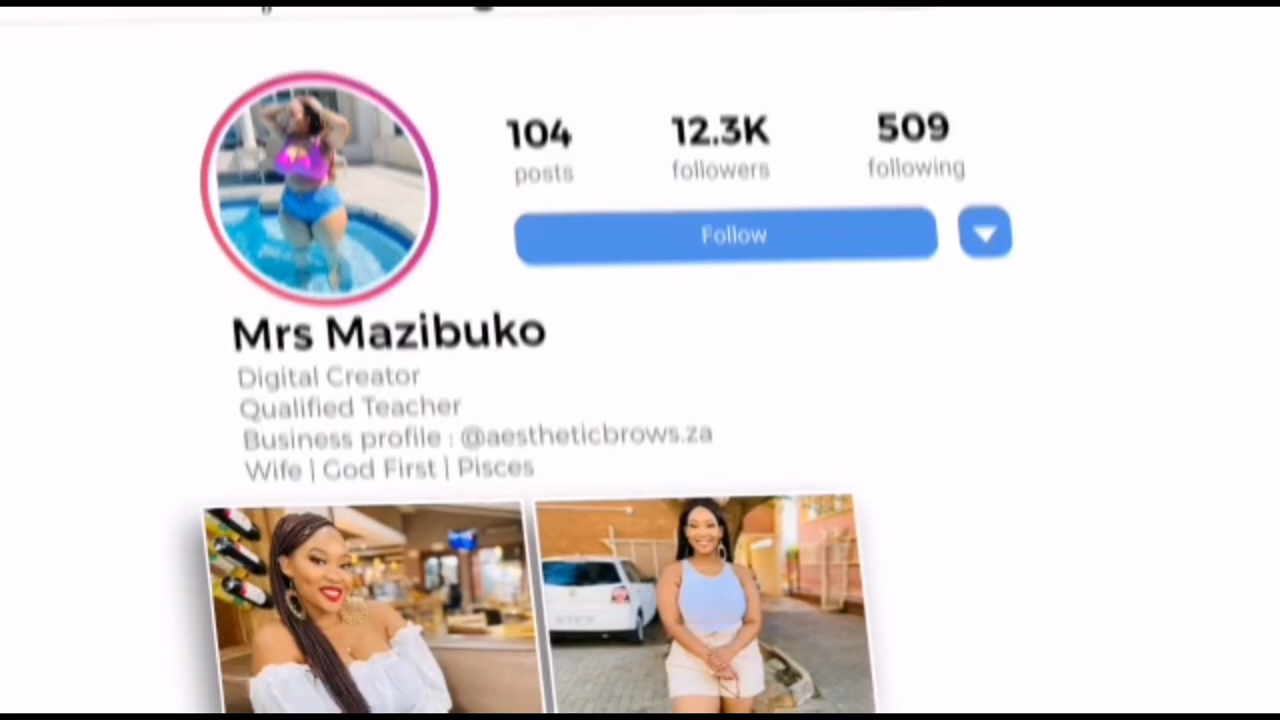 104 12.3K 509
posts followers following
Follow
Mrs Mazibuko
Digital Creator
Qualified Teacher
Business profile : @aestheticbrows.za
Wife | God First | Pisces